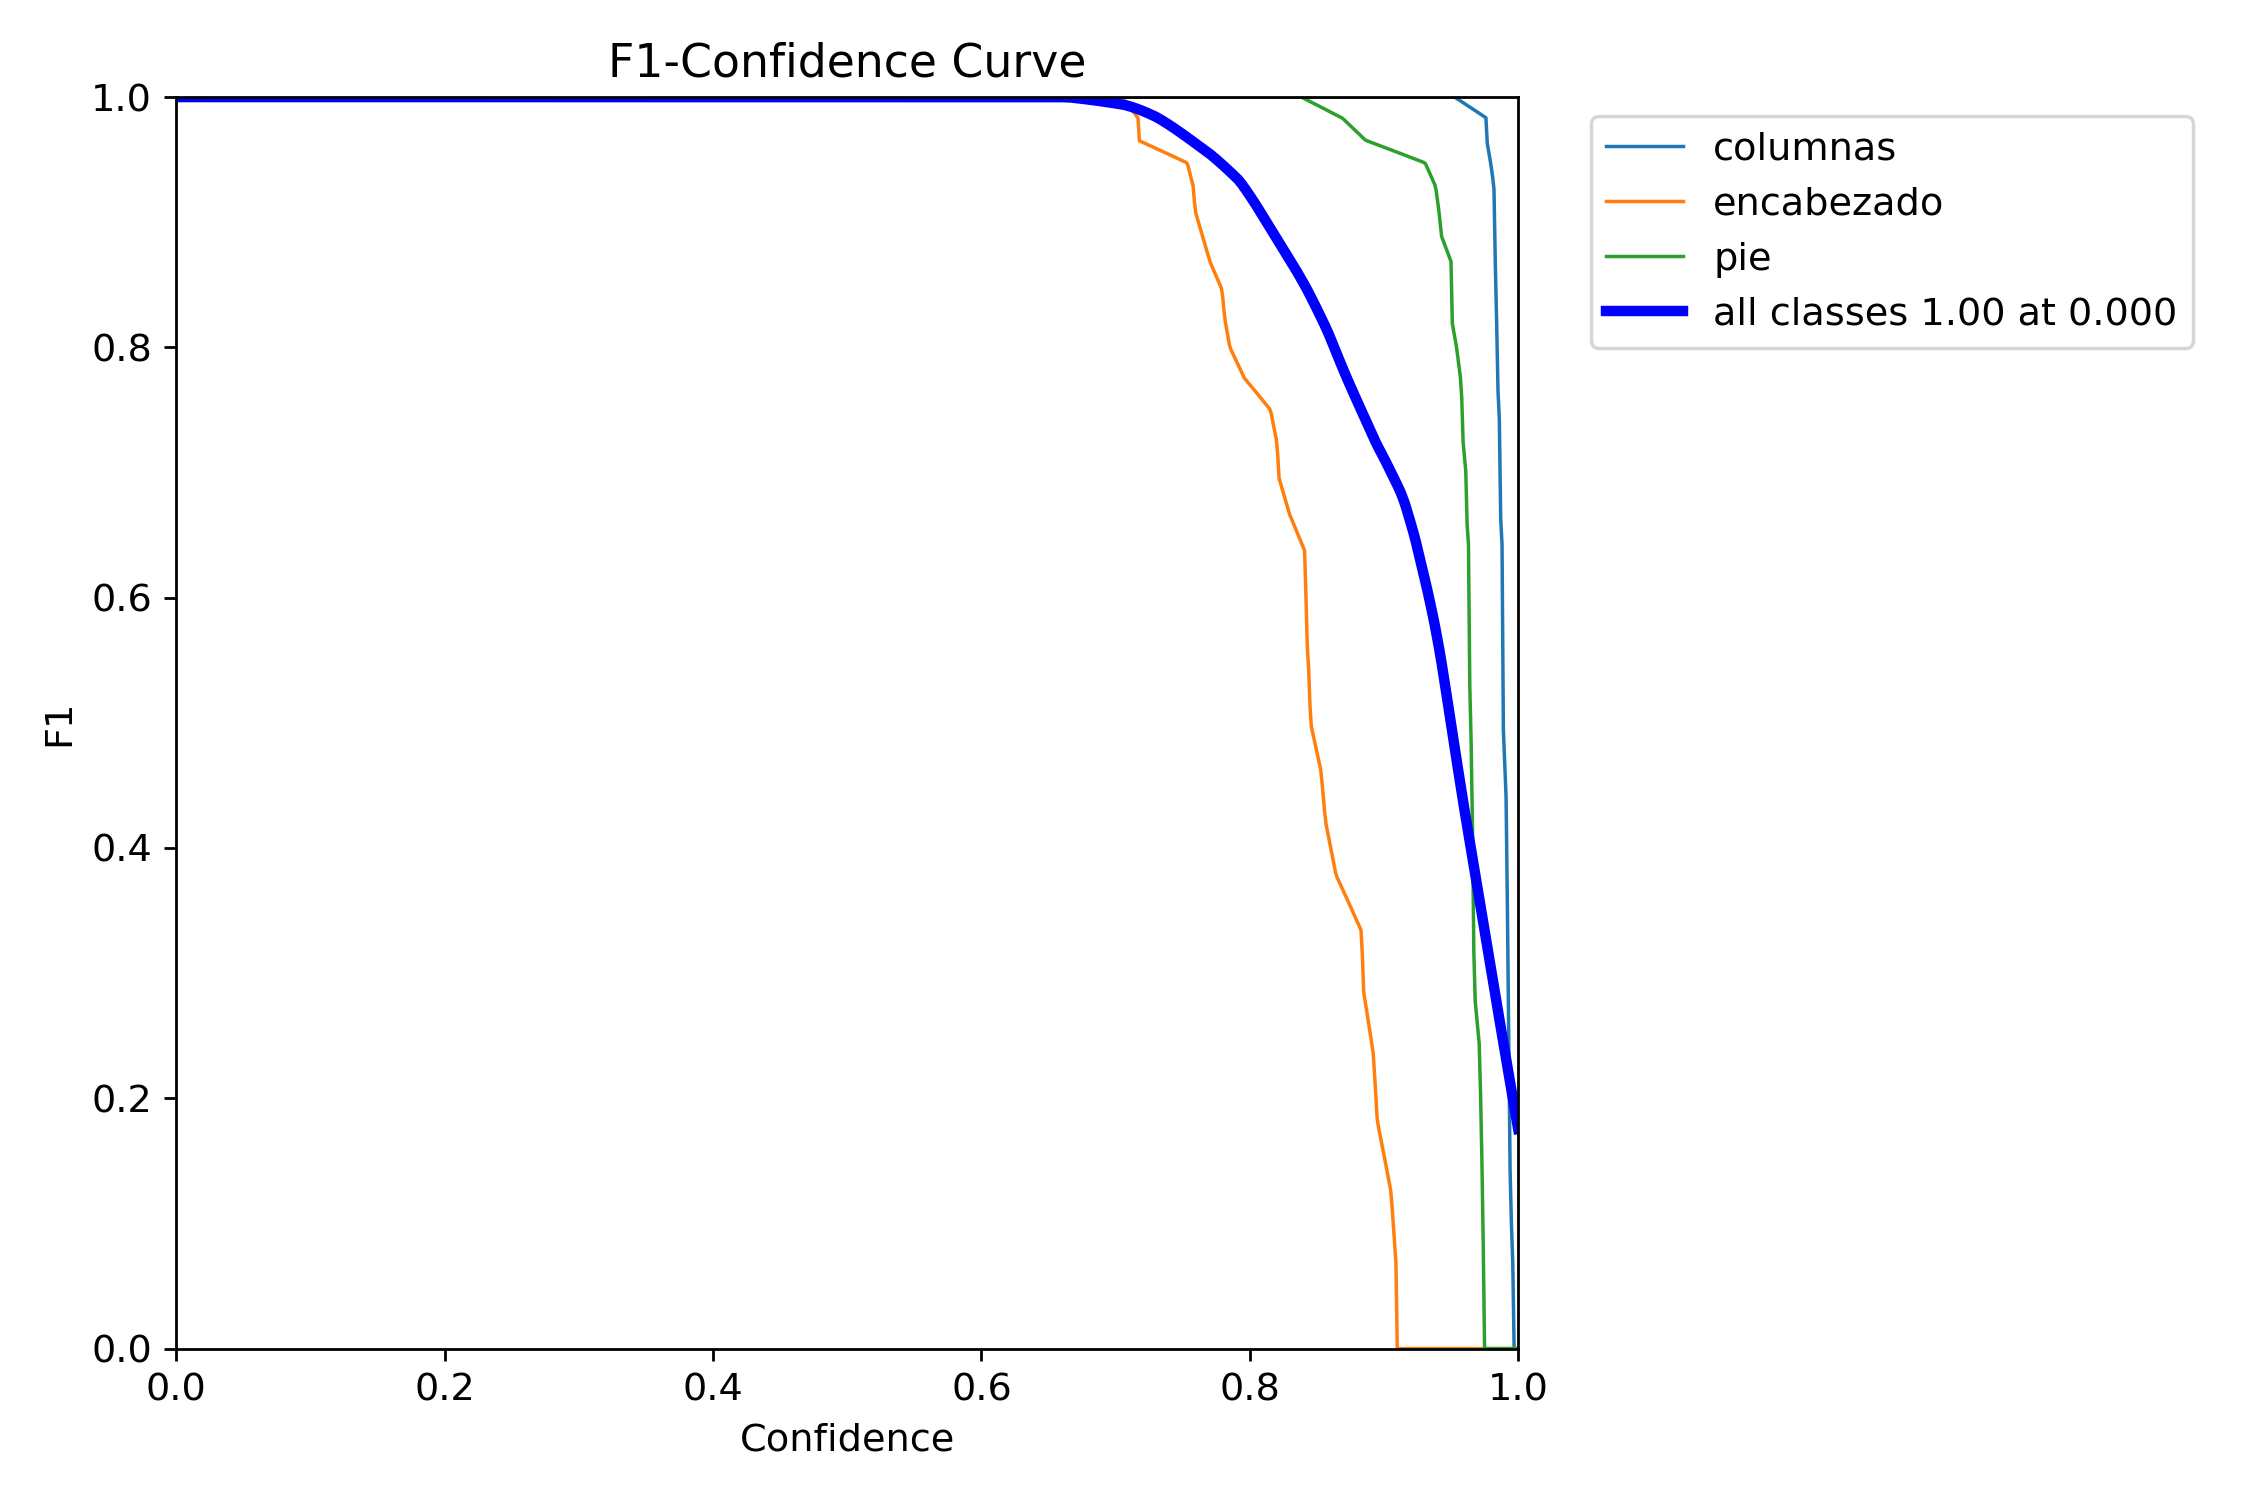 F1-Confidence Curve
1.0
0.8
0.6
0.4
0.2
0.0
F1
0.0 0.2 0.4 0.6 0.8 1.0
Confidence
columnas
encabezado
pie
all classes 1.00 at 0.000